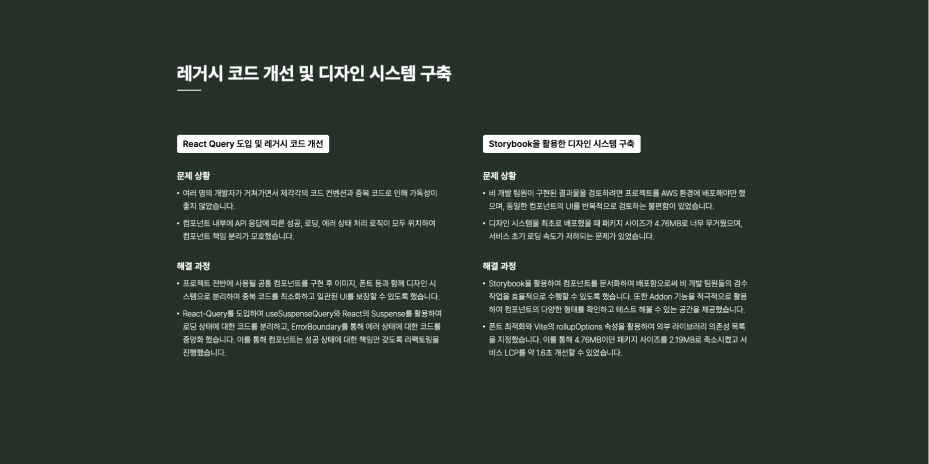 레거시 코드 개선 및 디자인 시스템 구축
React Query 도입 및 레거시 코드 개선
문제 상황
• 여러 명의 개발자가 거쳐가면서 제각각의 코드 컨벤션과 중복 코드로 인해 가독성이
좋지 않았습니다.
• 컴포넌트 내부에 API 응답에 따른 성공, 로딩, 에러 상태 처리 로직이 모두 위치하여
컴포넌트 책임 분리가 모호했습니다.
해결 과정
• 프로젝트 전반에 사용될 공통 컴포넌트를 구현 후 이미지, 폰트 등과 함께 디자인 시
스템으로 분리하여 중복 코드를 최소화하고 일관된 UI를 보장할 수 있도록 했습니다.
• React-Query를 도입하여 useSuspenseQuery와 React의 Suspense를 활용하여
로딩 상태에 대한 코드를 분리하고, ErrorBoundary를 통해 에러 상태에 대한 코드를
중앙화 했습니다. 이를 통해 컴포넌트는 성공 상태에 대한 책임만 갖도록 리팩토링을
진행했습니다.
Storybook을 활용한 디자인 시스템 구축
문제 상황
• 비 개발 팀원이 구현된 결과물을 검토하려면 프로젝트를 AWS 환경에 배포해야만 했
으며, 동일한 컴포넌트의 UI를 반복적으로 검토하는 불편함이 있었습니다.
• 디자인 시스템을 최초로 배포했을 때 패키지 사이즈가 4.76MB로 너무 무거웠으며,
서비스 초기 로딩 속도가 저하되는 문제가 있었습니다.
해결 과정
• Storybook을 활용하여 컴포넌트를 문서화하여 배포함으로써 비 개발 팀원들의 검수
작업을 효율적으로 수행할 수 있도록 했습니다. 또한 Addon 기능을 적극적으로 활용
하여 컴포넌트의 다양한 형태를 확인하고 테스트 해볼 수 있는 공간을 제공했습니다.
• 폰트 최적화와 Vite의 rollupOptions 속성을 활용하여 외부 라이브러리 의존성 목록
을 지정했습니다. 이를 통해 4.76MB이던 패키지 사이즈를 2.19MB로 축소시켰고 서
비스 LCP를 약 1.6초 개선할 수 있었습니다.